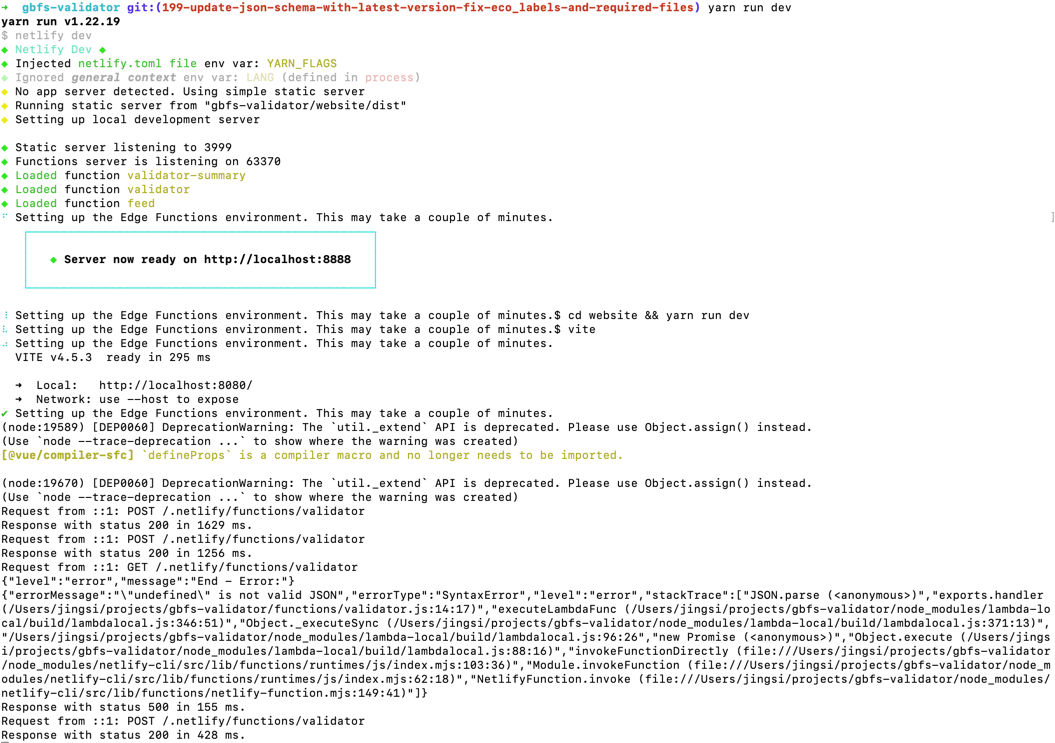 ➜ gbfs-validator git:(199-update-json-schema-with-latest-version-fix-eco_labels-and-required-files) yarn run dev
yarn run v1.22.19
$ netlify dev
◆ Netlify Dev ◆
◆ Injected netlify.toml file env var: YARN_FLAGS
◆ Ignored general context env var: LANG (defined in process)
◆ No app server detected. Using simple static server
◆ Running static server from "gbfs-validator/website/dist"
◆ Setting up local development server
◆ Static server listening to 3999
◆ Functions server is listening on 63370
◆ Loaded function validator-summary
◆ Loaded function validator
◆ Loaded function feed
⠋ Setting up the Edge Functions environment. This may take a couple of minutes. ]
◆ Server now ready on http://localhost:8888
⠸ Setting up the Edge Functions environment. This may take a couple of minutes.$ cd website && yarn run dev
⠧ Setting up the Edge Functions environment. This may take a couple of minutes.$ vite
⠴ Setting up the Edge Functions environment. This may take a couple of minutes.
VITE v4.5.3 ready in 295 ms
➜ Local: http://localhost:8080/
➜ Network: use --host to expose
✔ Setting up the Edge Functions environment. This may take a couple of minutes.
(node:19589) [DEP0060] DeprecationWarning: The `util._extend` API is deprecated. Please use Object.assign() instead.
(Use `node --trace-deprecation ...` to show where the warning was created)
[@vue/compiler-sfc] `defineProps` is a compiler macro and no longer needs to be imported.
(node:19670) [DEP0060] DeprecationWarning: The `util._extend` API is deprecated. Please use Object.assign() instead.
(Use `node --trace-deprecation ...` to show where the warning was created)
Request from ::1: POST /.netlify/functions/validator
Response with status 200 in 1629 ms.
Request from ::1: POST /.netlify/functions/validator
Response with status 200 in 1256 ms.
Request from ::1: GET /.netlify/functions/validator
{"level":"error","message":"End - Error:"}
{"errorMessage":"\"undefined\" is not valid JSON","errorType":"SyntaxError","level":"error","stackTrace":["JSON.parse (<anonymous>)","exports.handler
(/Users/jingsi/projects/gbfs-validator/functions/validator.js:14:17)","executeLambdaFunc (/Users/jingsi/projects/gbfs-validator/node_modules/lambda-lo
cal/build/lambdalocal.js:346:51)","Object._executeSync (/Users/jingsi/projects/gbfs-validator/node_modules/lambda-local/build/lambdalocal.js:371:13)",
"/Users/jingsi/projects/gbfs-validator/node_modules/lambda-local/build/lambdalocal.js:96:26","new Promise (<anonymous>)","Object.execute (/Users/jings
i/projects/gbfs-validator/node_modules/lambda-local/build/lambdalocal.js:88:16)","invokeFunctionDirectly (file:///Users/jingsi/projects/gbfs-validator
/node_modules/netlify-cli/src/lib/functions/runtimes/js/index.mjs:103:36)","Module.invokeFunction (file:///Users/jingsi/projects/gbfs-validator/node_m
odules/netlify-cli/src/lib/functions/runtimes/js/index.mjs:62:18)","NetlifyFunction.invoke (file:///Users/jingsi/projects/gbfs-validator/node_modules/
netlify-cli/src/lib/functions/netlify-function.mjs:149:41)"]}
Response with status 500 in 155 ms.
Request from ::1: POST /.netlify/functions/validator
Response with status 200 in 428 ms.